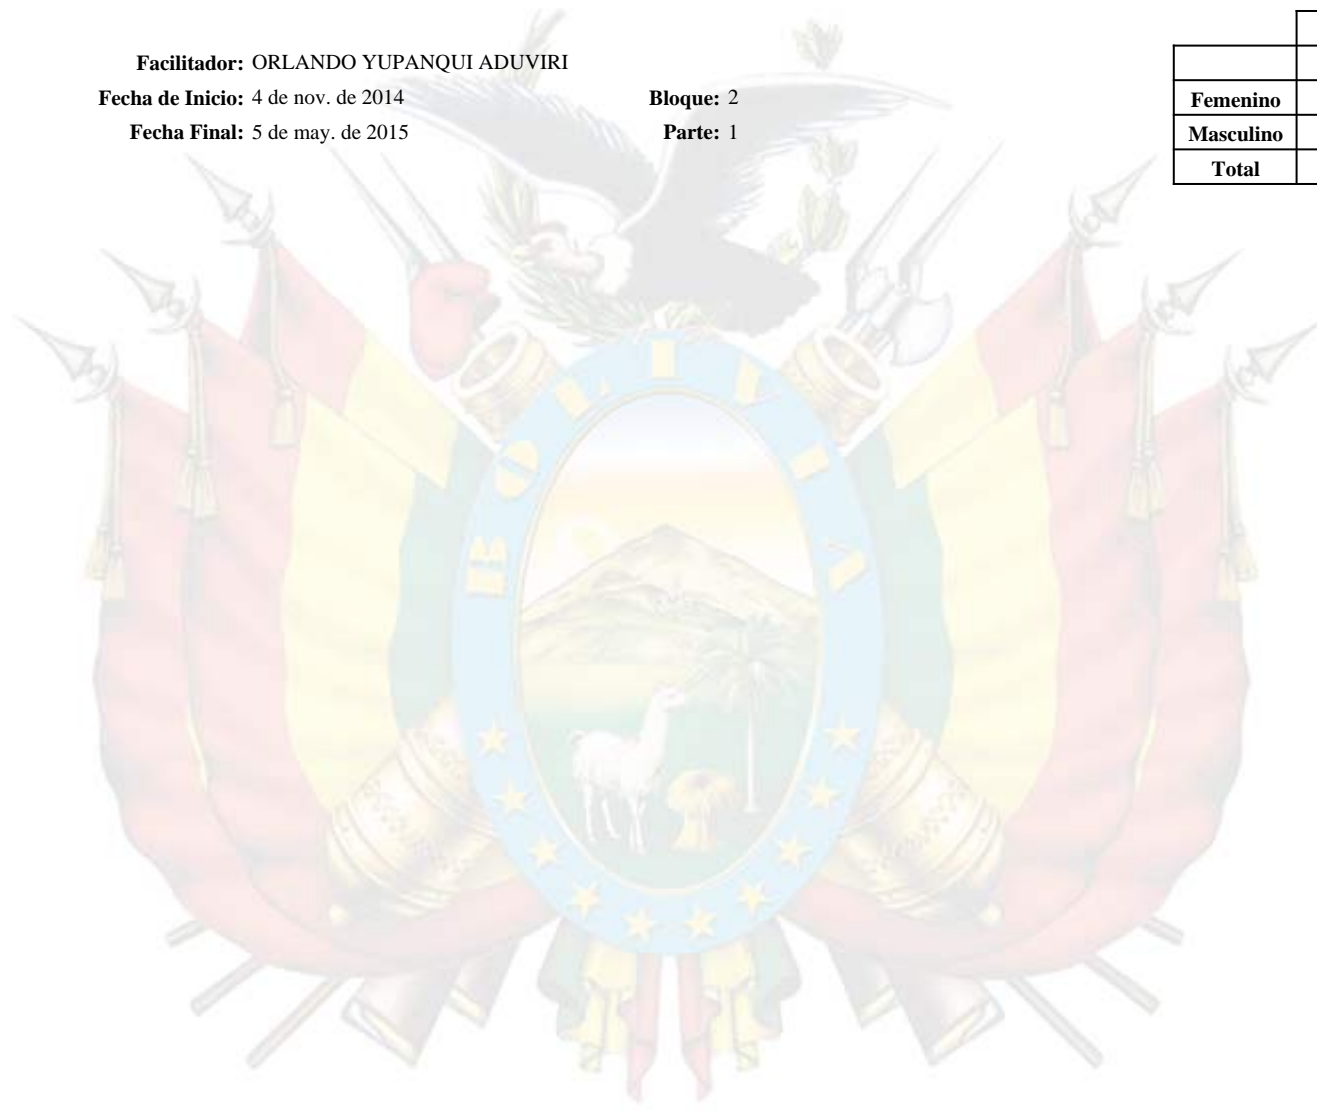 Facilitador: ORLANDO YUPANQUI ADUVIRI
Fecha de Inicio: 4 de nov. de 2014 Bloque: 2
Fecha Final: 5 de may. de 2015 Parte: 1
Femenino
Masculino
Total
BOLIVIA